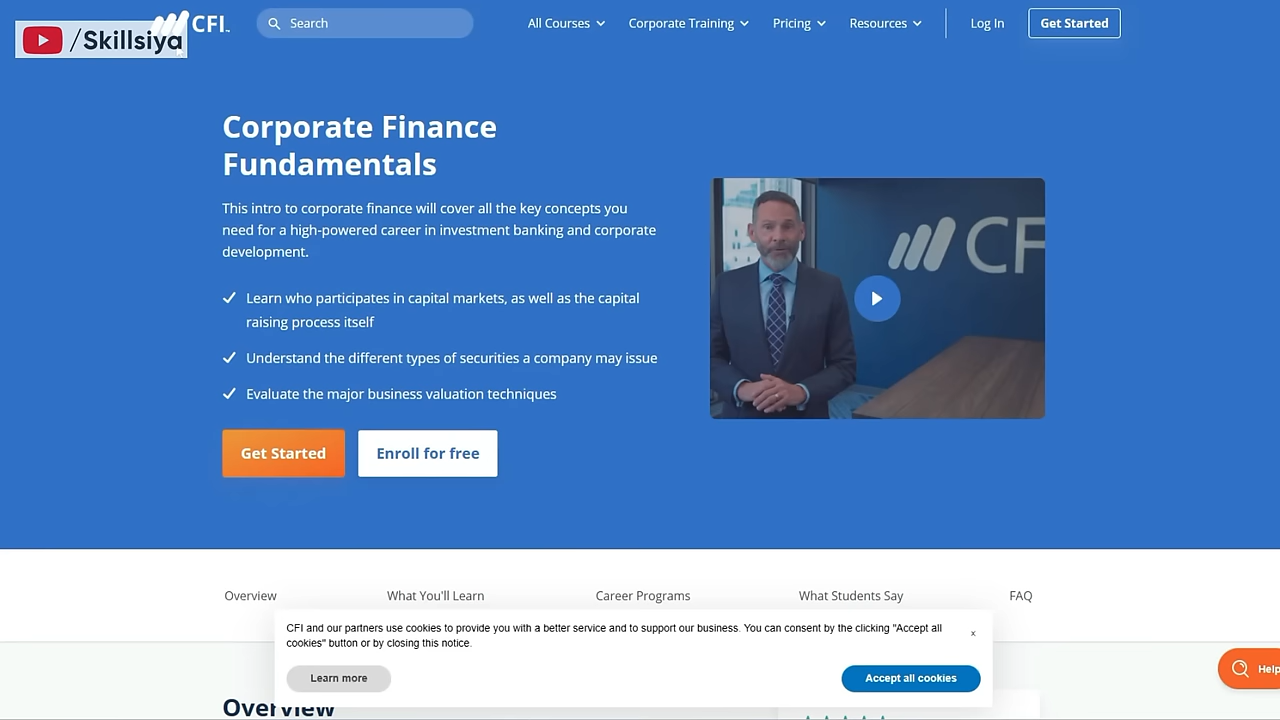 /Skillsiya
CFI™
Search
All Courses
Corporate Training
Pricing
Resources
Log In
Get Started
Corporate Finance
Fundamentals
This intro to corporate finance will cover all the key concepts you
need for a high-powered career in investment banking and corporate
development.
Learn who participates in capital markets, as well as the capital
raising process itself
Understand the different types of securities a company may issue
Evaluate the major business valuation techniques
Get Started
Enroll for free
CF
Overview
What You'll Learn
Career Programs
What Students Say
FAQ
CFI and our partners use cookies to provide you with a better service and to support our business. You can consent by the clicking "Accept all
cookies" button or by closing this notice.
x
Learn more
Accept all cookies
Help
Overview